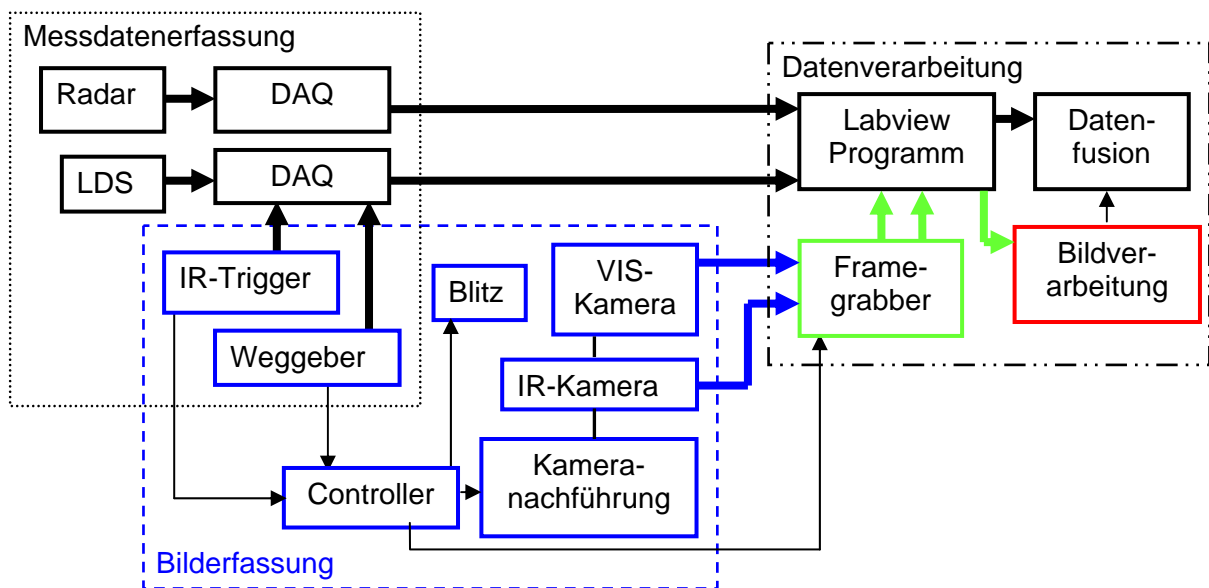 Messdatenerfassung
Radar
DAQ
LDS
DAQ
IR-Trigger
Weggeber
Blitz
VIS-
Kamera
IR-Kamera
Kamera-
nachführung
Controller
Bilderfassung
Datenverarbeitung
Labview
Programm
Daten-
fusion
Frame-
grabber
Bildver-
arbeitung